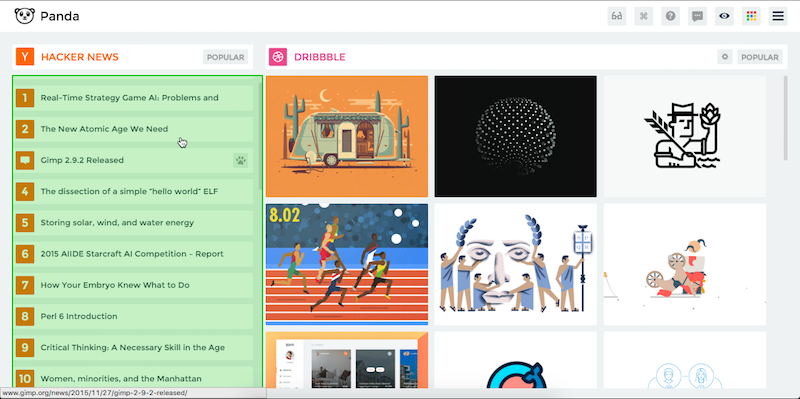 Panda
HACKER NEWS
POPULAR
DRIBBBLE
POPULAR
1 Real-Time Strategy Game AI: Problems and
2 The New Atomic Age We Need
Gimp 2.9.2 Released
4 The dissection of a simple “hello world” ELF
5 Storing solar, wind, and water energy
6 2015 AIIDE Starcraft AI Competition – Report
7 How Your Embryo Knew What to Do
8 Perl 6 Introduction
9 Critical Thinking: A Necessary Skill in the Age
10 Women, minorities, and the Manhattan
8.02
www.gimp.org/news/2015/11/27/gimp-2-9-2-released/